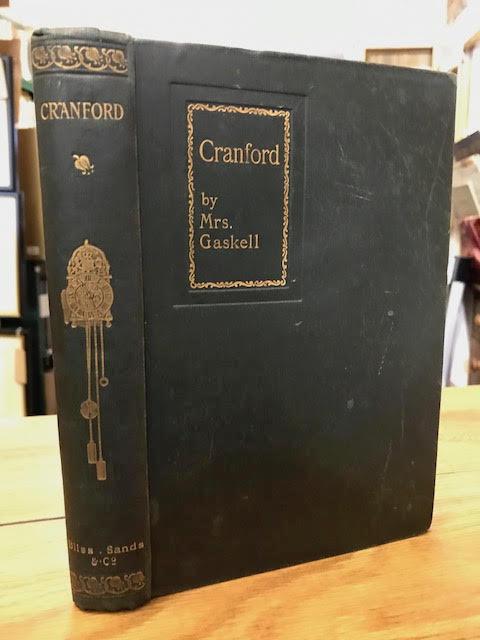 CRANFORD
Bliss. Sands
& Co
Cranford
by
Mrs.
Gaskell